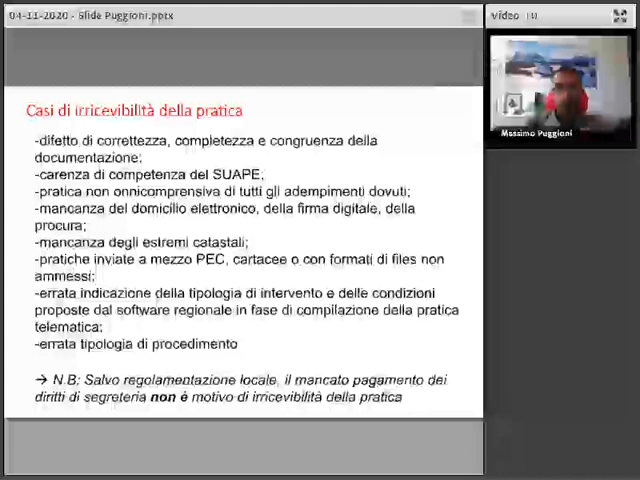 04-11-2020 - Slide Puggioni.pptx
Video (1)
Massimo Puggioni
Casi di irricevibilità della pratica
-difetto di correttezza, completezza e congruenza della
documentazione;
-carenza di competenza del SUAPE;
-pratica non onnicomprensiva di tutti gli adempimenti dovuti;
-mancanza del domicilio elettronico, della firma digitale, della
procura;
-mancanza degli estremi catastali;
-pratiche inviate a mezzo PEC, cartacee o con formati di files non
ammessi;
-errata indicazione della tipologia di intervento e delle condizioni
proposte dal software regionale in fase di compilazione della pratica
telematica;
-errata tipologia di procedimento
→ N.B: Salvo regolamentazione locale, il mancato pagamento dei
diritti di segreteria non è motivo di irricevibilità della pratica